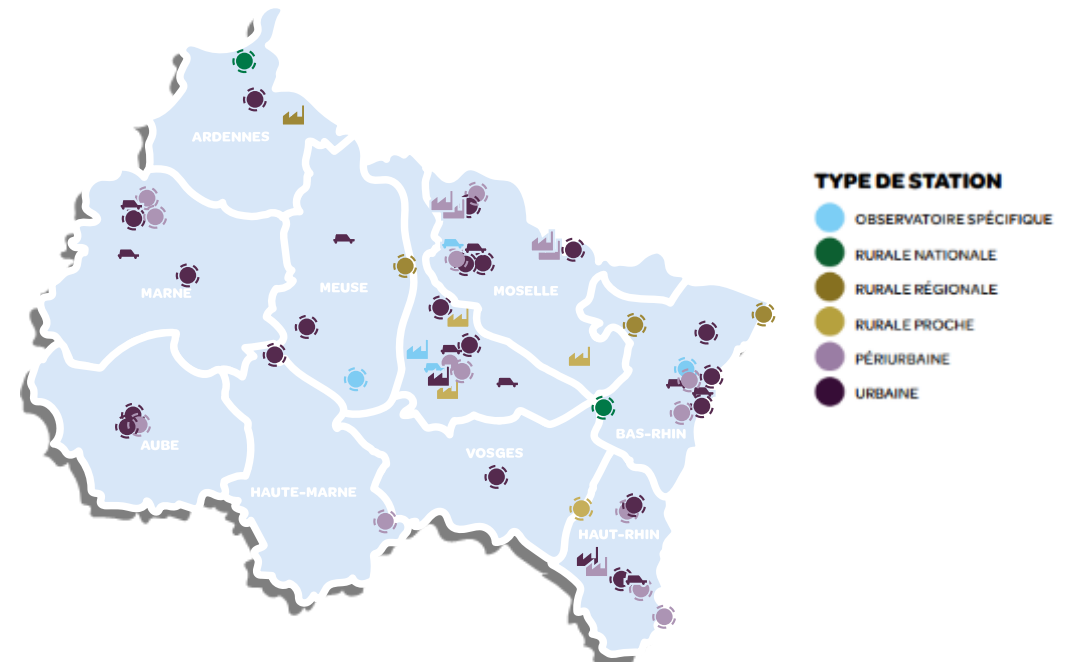 ARDENNES
MARNE
MEUSE
MOSELLE
AUBE
HAUTE-MARNE
VOSGES
BAS-RHIN
HAUT-RHIN
TYPE DE STATION
OBSERVATOIRE SPÉCIFIQUE
RURALE NATIONALE
RURALE RÉGIONALE
RURALE PROCHE
PÉRIURBAINE
URBAINE